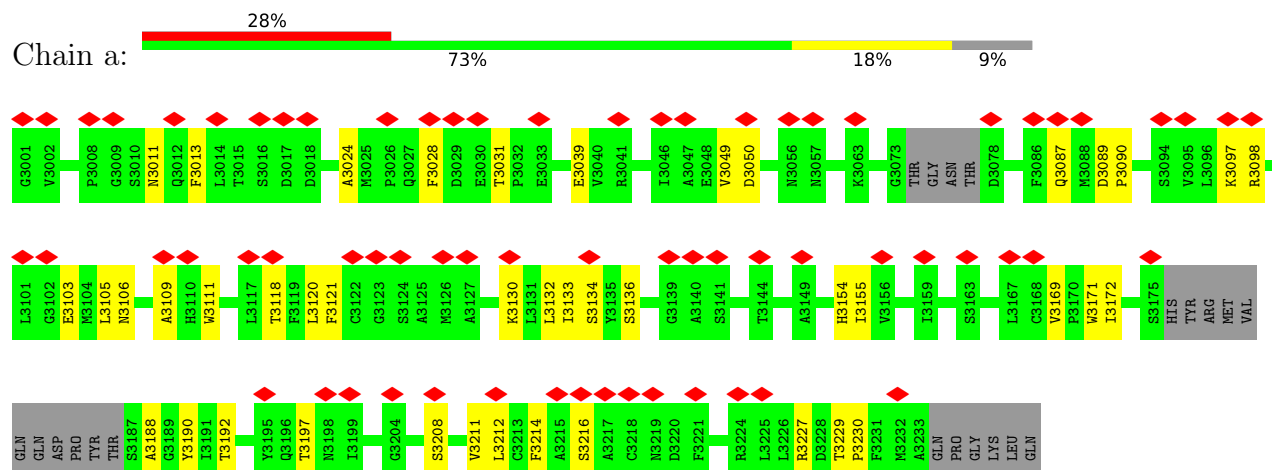 28%
Chain a:
73% 18% 9%
G3001 V3002 P3008 G3009 S3010 N3011 Q3012 F3013 L3014 T3015 S3016 D3017 D3018 A3024 M3025 P3026 Q3027 F3028 D3029 E3030 T3031 P3032 E3033 E3039 V3040 R3041 I3046 A3047 E3048 V3049 D3050 N3056 N3057 K3063 G3073 THR GLY ASN THR D3078 F3086 Q3087 M3088 D3089 P3090 S3094 V3095 L3096 K3097 R3098
L3101 G3102 E3103 M3104 L3105 N3106 A3109 H3110 W3111 L3117 T3118 F3119 L3120 F3121 C3122 G3123 S3124 A3125 M3126 A3127 K3130 L3131 L3132 I3133 S3134 Y3135 S3136 G3139 A3140 S3141 T3144 A3149 H3154 I3155 V3156 I3159 S3163 L3167 C3168 V3169 P3170 W3171 I3172 S3175 HIS TYR ARG MET VAL
GLN GLN ASP PRO TYR THR S3187 A3188 G3189 Y3190 I3191 T3192 Y3195 Q3196 T3197 N3198 I3199 G3204 S3208 V3211 L3212 C3213 F3214 A3215 S3216 A3217 C3218 N3219 D3220 F3221 R3224 L3225 L3226 R3227 D3228 T3229 P3230 F3231 M3232 A3233 GLN PRO GLY LYS LEU GLN